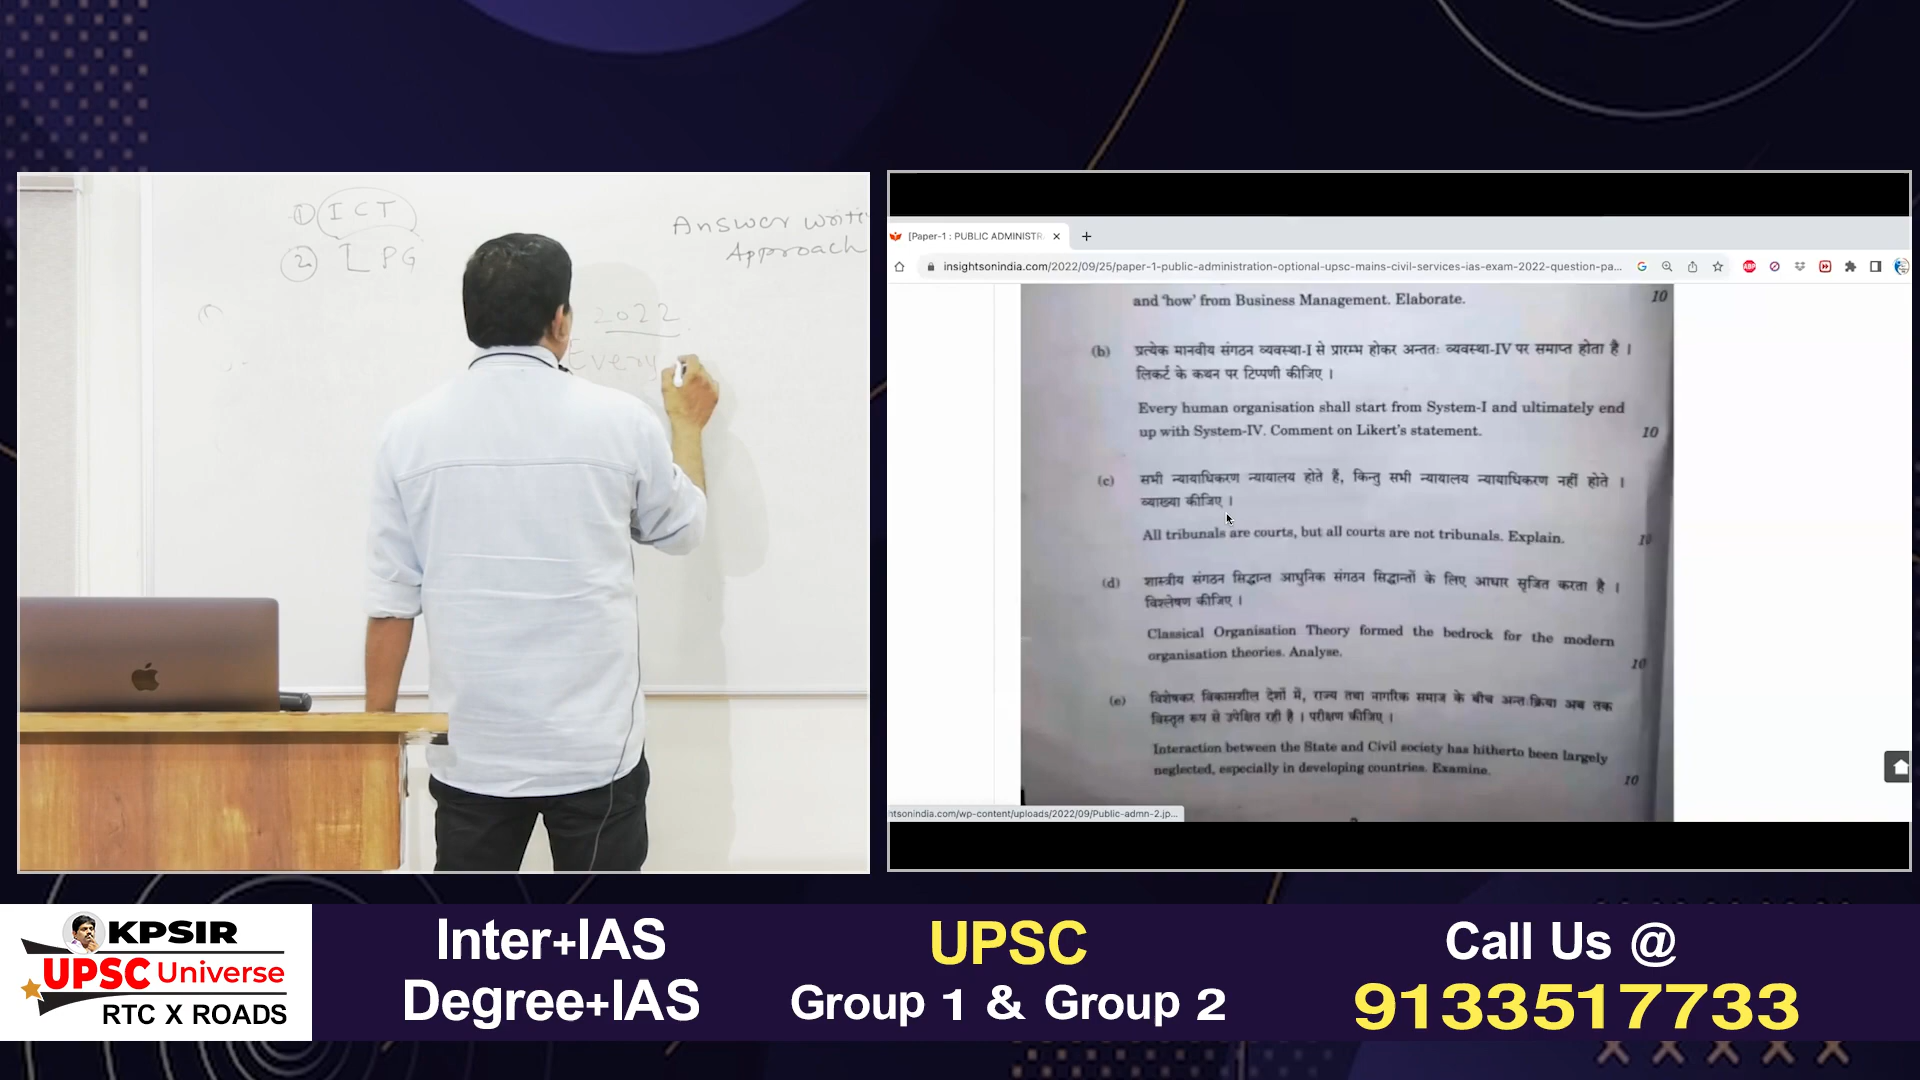 ① ICT
② LPG
Answer
Approach
2022
Every
[Paper-1 : PUBLIC ADMINISTR
insightsonindia.com/2022/09/25/paper-1-public-administration-optional-upsc-mains-civil-services-ias-exam-2022-question-pa...
and 'how' from Business Management. Elaborate. 10
(b) प्रत्येक मानवीय संगठन व्यवस्था-I से प्रारम्भ होकर अन्ततः व्यवस्था-IV पर समाप्त होता है ।
लिकर्ट के कथन पर टिप्पणी कीजिए ।
Every human organisation shall start from System-I and ultimately end
up with System-IV. Comment on Likert's statement. 10
(c) सभी न्यायाधिकरण न्यायालय होते हैं, किन्तु सभी न्यायालय न्यायाधिकरण नहीं होते ।
व्याख्या कीजिए ।
All tribunals are courts, but all courts are not tribunals. Explain. 10
(d) शास्त्रीय संगठन सिद्धान्त आधुनिक संगठन सिद्धान्तों के लिए आधार सृजित करता है ।
विश्लेषण कीजिए ।
Classical Organisation Theory formed the bedrock for the modern
organisation theories. Analyse. 10
(e) विशेषकर विकासशील देशों में, राज्य तथा नागरिक समाज के बीच अन्तःक्रिया अब तक
विस्तृत रूप से उपेक्षित रही है । परीक्षण कीजिए ।
Interaction between the State and Civil society has hitherto been largely
neglected, especially in developing countries. Examine. 10
htsonindia.com/wp-content/uploads/2022/09/Public-admn-2.jp...
KPSIR
UPSC Universe
RTC X ROADS
Inter+IAS
Degree+IAS
UPSC
Group 1 & Group 2
Call Us @
9133517733